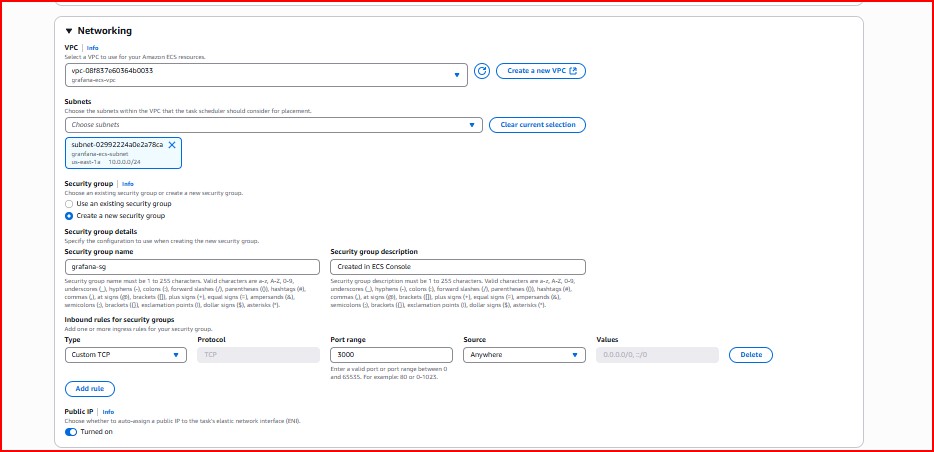 Networking
VPC | Info
Select a VPC to use for your Amazon ECS resources.
vpc-08f837e60364b0033
grafana-ecs-vpc
Create a new VPC
Subnets
Choose the subnets within the VPC that the task scheduler should consider for placement.
Choose subnets
Clear current selection
subnet-02992224a0e2a78ca
granfana-ecs-subnet
us-east-1a 10.0.0.0/24
Security group | Info
Choose an existing security group or create a new security group.
Use an existing security group
Create a new security group
Security group details
Specify the configuration to use when creating the new security group.
Security group name
grafana-sg
Security group name must be 1 to 255 characters. Valid characters are a-z, A-Z, 0-9,
underscores (_), hyphens (-), colons (:), forward slashes (/), parentheses (()), hashtags (#),
commas (,), at signs (@), brackets ([]), plus signs (+), equal signs (=), ampersands (&),
semicolons (;), brackets ({}), exclamation points (!), dollar signs ($), asterisks (*).
Security group description
Created in ECS Console
Security group description must be 1 to 255 characters. Valid characters are a-z, A-Z, 0-9,
underscores (_), hyphens (-), colons (:), forward slashes (/), parentheses (()), hashtags (#),
commas (,), at signs (@), brackets ([]), plus signs (+), equal signs (=), ampersands (&),
semicolons (;), brackets ({}), exclamation points (!), dollar signs ($), asterisks (*).
Inbound rules for security groups
Add one or more ingress rules for your security group.
Type Protocol Port range Source Values
Custom TCP TCP 3000 Anywhere 0.0.0.0/0, ::/0 Delete
Enter a valid port or port range between 0
and 65535. For example: 80 or 0-1023.
Add rule
Public IP | Info
Choose whether to auto-assign a public IP to the task's elastic network interface (ENI).
Turned on